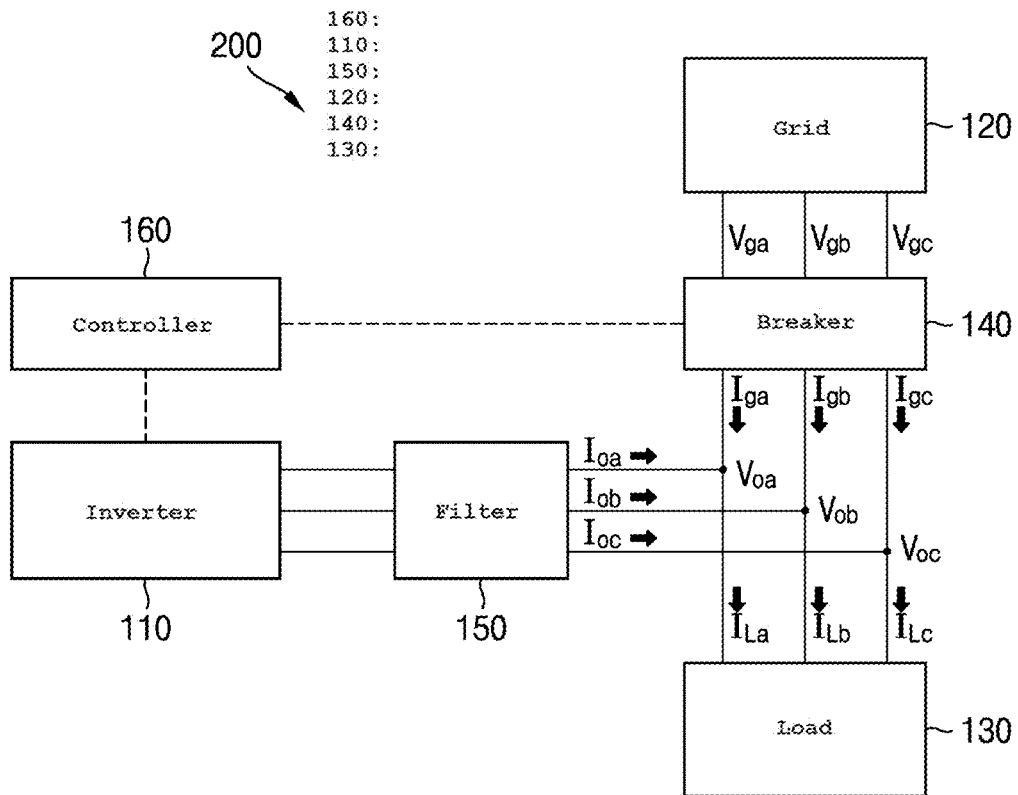 200
160:
110:
150:
120:
140:
130:
Grid
120
160
Vga Vgb Vgc
Controller
Breaker
140
Iga Igb Igc
Inverter
Filter
Ioa
Iob
Ioc
Voa
Vob
Voc
110
150
ILa ILb ILc
Load
130